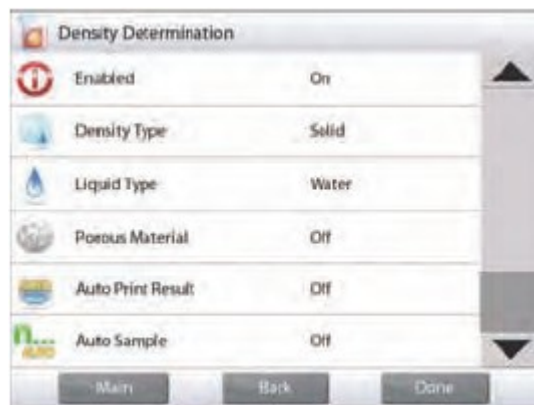 Density Determination
Enabled On
Density Type Solid
Liquid Type Water
Porous Material Off
Auto Print Result Off
n... AUTO Auto Sample Off
Main Back Done